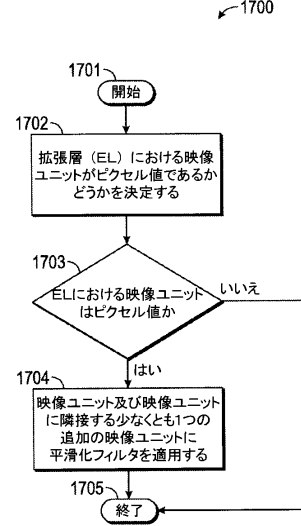 1700
1701
開始
1702
拡張層（ＥＬ）における映像
ユニットがピクセル値であるか
どうかを決定する
1703
ＥＬにおける映像ユニット
はピクセル値か
いいえ
はい
1704
映像ユニット及び映像ユニット
に隣接する少なくとも1つの
追加の映像ユニットに
平滑化フィルタを適用する
1705
終了